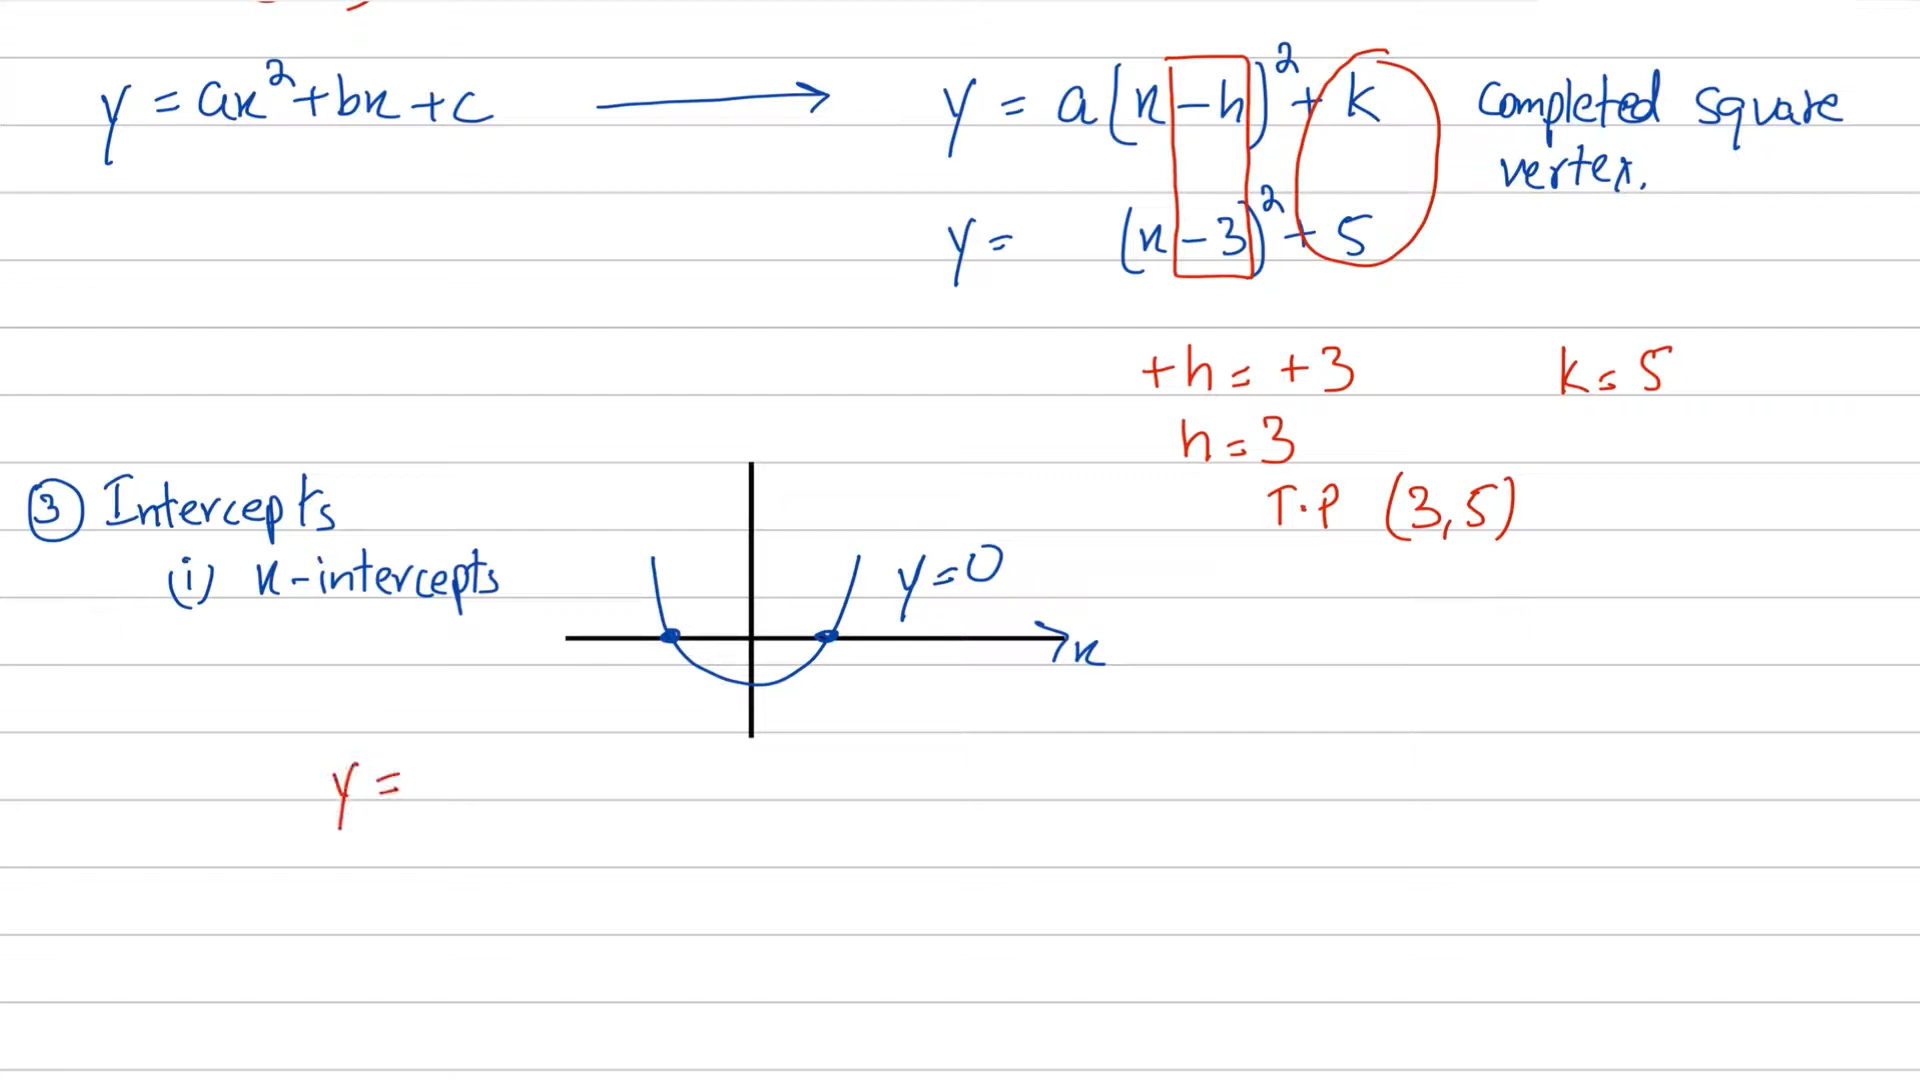 y = ax² + bx + c ⟶ y = a(x - h)² + k completed square
vertex.
y = (x - 3)² + 5
+h = +3 k = 5
h = 3
T.P (3, 5)
③ Intercepts
(i) x-intercepts
y = 0
x
y =